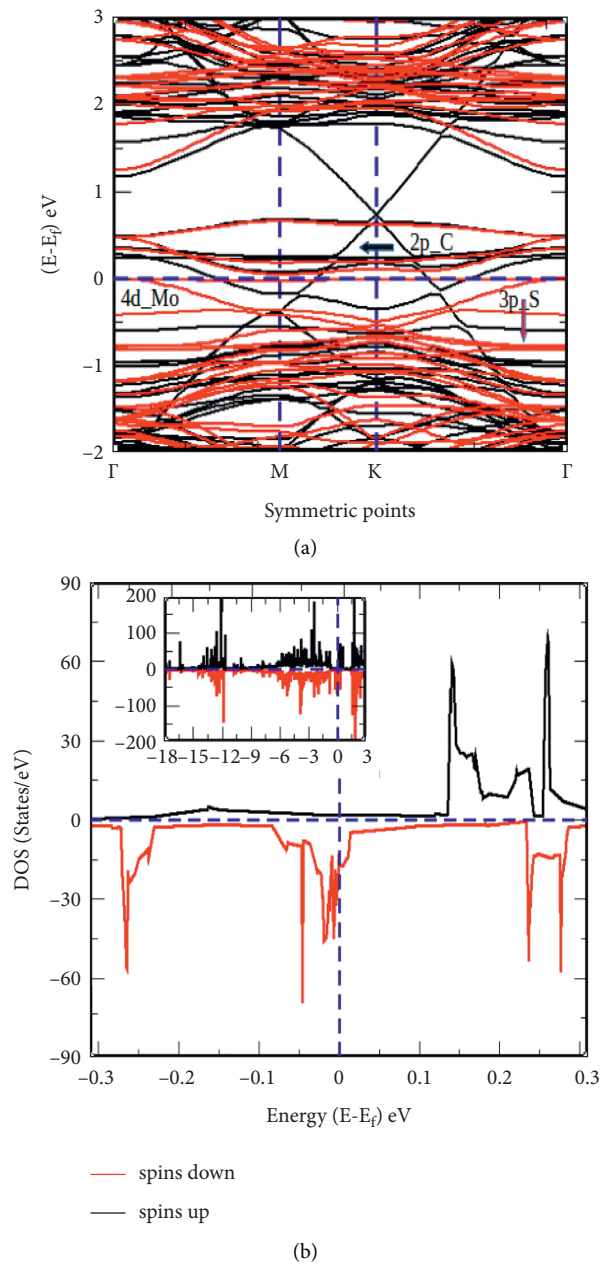 3
2
1
0
−1
−2
(E-Ef) eV
2p_C
4d_Mo
3p_S
Γ M K Γ
Symmetric points
(a)
90
60
30
0
−30
−60
−90
DOS (States/eV)
200
100
0
−100
−200
−18 −15 −12 −9 −6 −3 0 3
−0.3 −0.2 −0.1 0 0.1 0.2 0.3
Energy (E-Ef) eV
spins down
spins up
(b)